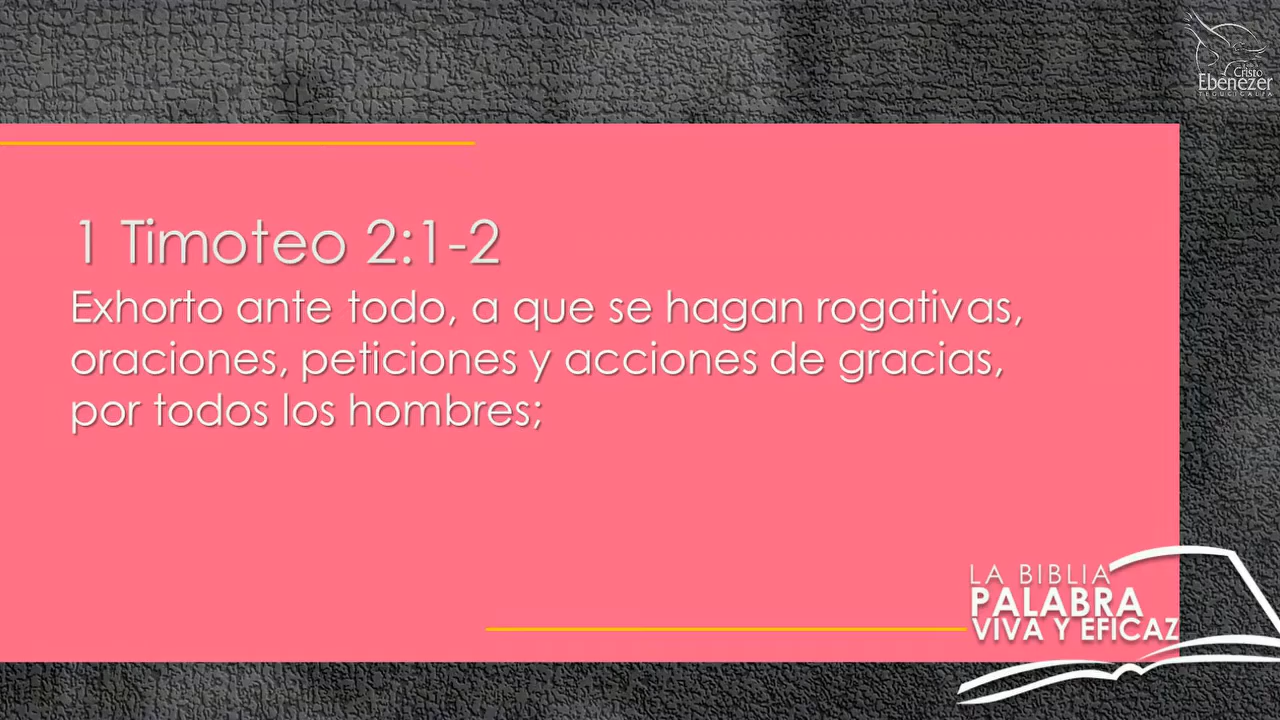 Cristo
Ebenezer
TEGUCIGALPA
1 Timoteo 2:1-2
Exhorto ante todo, a que se hagan rogativas,
oraciones, peticiones y acciones de gracias,
por todos los hombres;
LA BIBLIA
PALABRA
VIVA Y EFICAZ